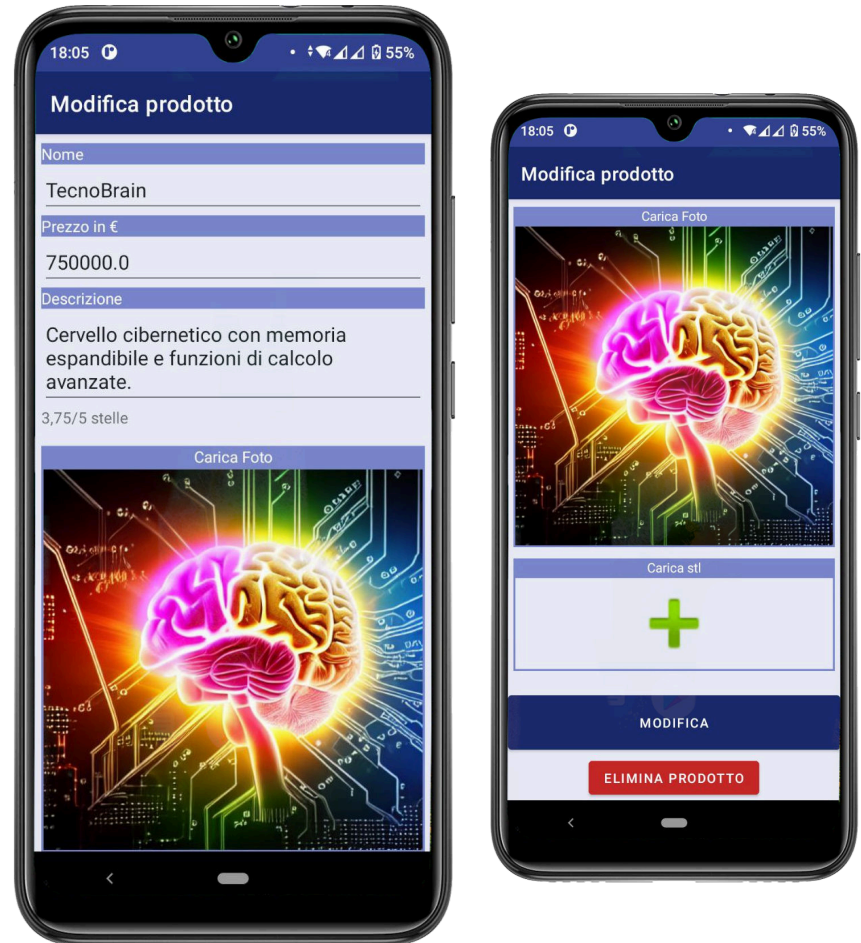 18:05
55%
Modifica prodotto
Nome
TecnoBrain
Prezzo in €
750000.0
Descrizione
Cervello cibernetico con memoria
espandibile e funzioni di calcolo
avanzate.
3,75/5 stelle
Carica Foto
18:05
55%
Modifica prodotto
Carica Foto
Carica stl
MODIFICA
ELIMINA PRODOTTO